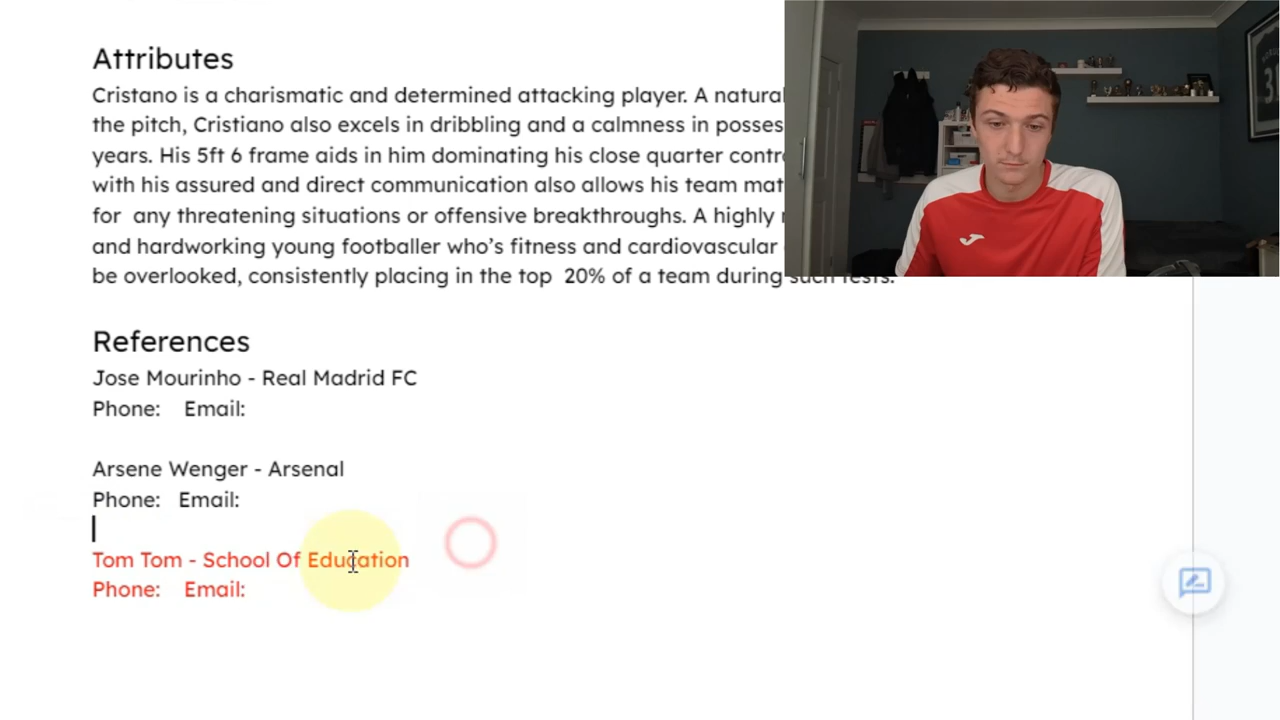 Attributes
Cristano is a charismatic and determined attacking player. A natural
the pitch, Cristiano also excels in dribbling and a calmness in posses
years. His 5ft 6 frame aids in him dominating his close quarter contr
with his assured and direct communication also allows his team mat
for any threatening situations or offensive breakthroughs. A highly
and hardworking young footballer who's fitness and cardiovascular
be overlooked, consistently placing in the top 20% of a team during such tests.
References
Jose Mourinho - Real Madrid FC
Phone: Email:
Arsene Wenger - Arsenal
Phone: Email:
Tom Tom - School Of Education
Phone: Email: